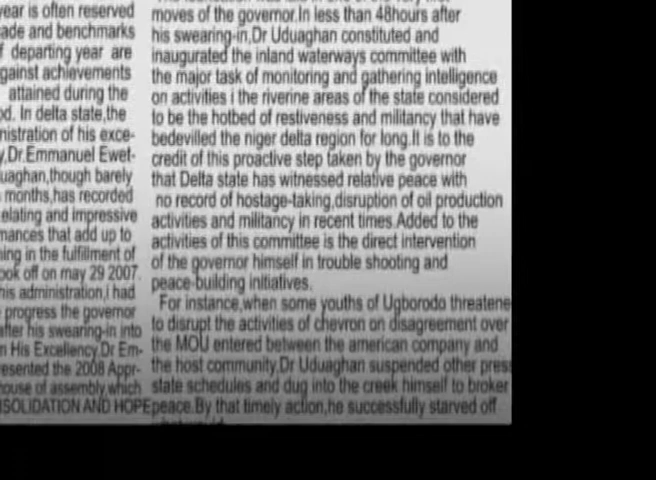 year is often reserved
ade and benchmarks
departing year are
gainst achievements
attained during the
od. In delta state,the
nistration of his exce-
y,Dr.Emmanuel Ewet-
uaghan,though barely
months,has recorded
elating and impressive
mances that add up to
ing in the fulfillment of
ook off on may 29 2007.
his administration,i had
progress the governor
after his swearing-in into
n His Excellency,Dr Em-
esented the 2008 Appr-
ouse of assembly,which
SOLIDATION AND HOPE
moves of the governor.In less than 48hours after
his swearing-in,Dr Uduaghan constituted and
inaugurated the inland waterways committee with
the major task of monitoring and gathering intelligence
on activities i the riverine areas of the state considered
to be the hotbed of restiveness and militancy that have
bedevilled the niger delta region for long.It is to the
credit of this proactive step taken by the governor
that Delta state has witnessed relative peace with
no record of hostage-taking,disruption of oil production
activities and militancy in recent times.Added to the
activities of this committee is the direct intervention
of the governor himself in trouble shooting and
peace-building initiatives.
For instance,when some youths of Ugborodo threatene
to disrupt the activities of chevron on disagreement over
the MOU entered between the american company and
the host community,Dr Uduaghan suspended other press
state schedules and dug into the creek himself to broker
peace.By that timely action,he successfully starved off